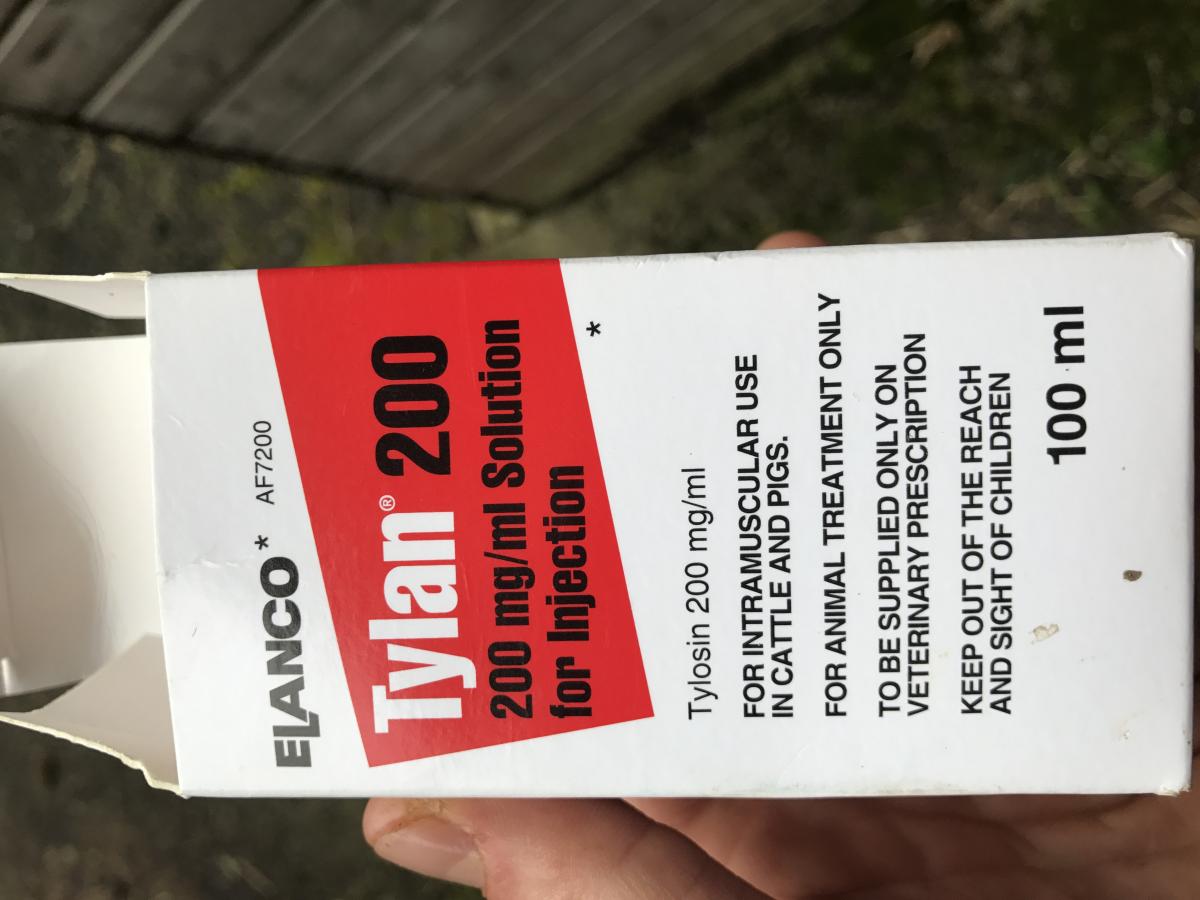 ELANCO* AF7200
Tylan® 200
200 mg/ml Solution
for Injection
*
Tylosin 200 mg/ml
FOR INTRAMUSCULAR USE
IN CATTLE AND PIGS.
FOR ANIMAL TREATMENT ONLY
TO BE SUPPLIED ONLY ON
VETERINARY PRESCRIPTION
KEEP OUT OF THE REACH
AND SIGHT OF CHILDREN
100 ml